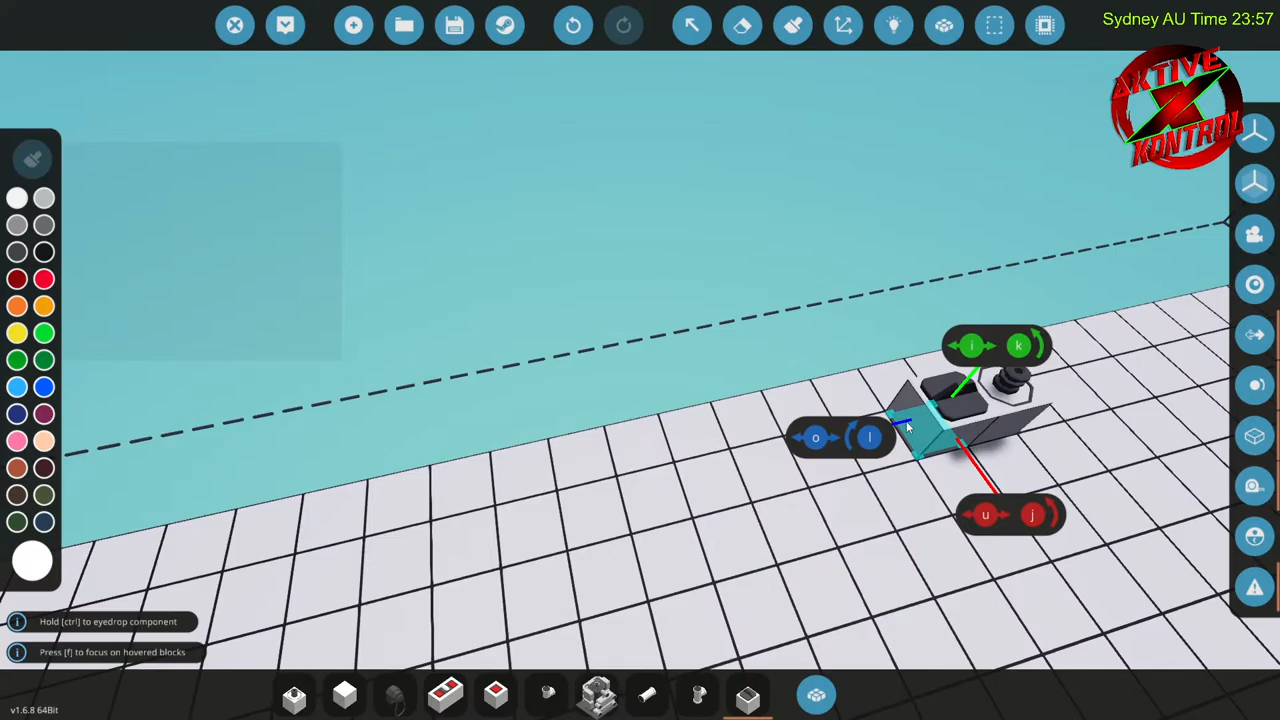 Sydney AU Time 23:57
AKTIVE
X
KONTROL
i k
o l
u j
Hold [ctrl] to eyedrop component
Press [f] to focus on hovered blocks
v1.6.8 64Bit